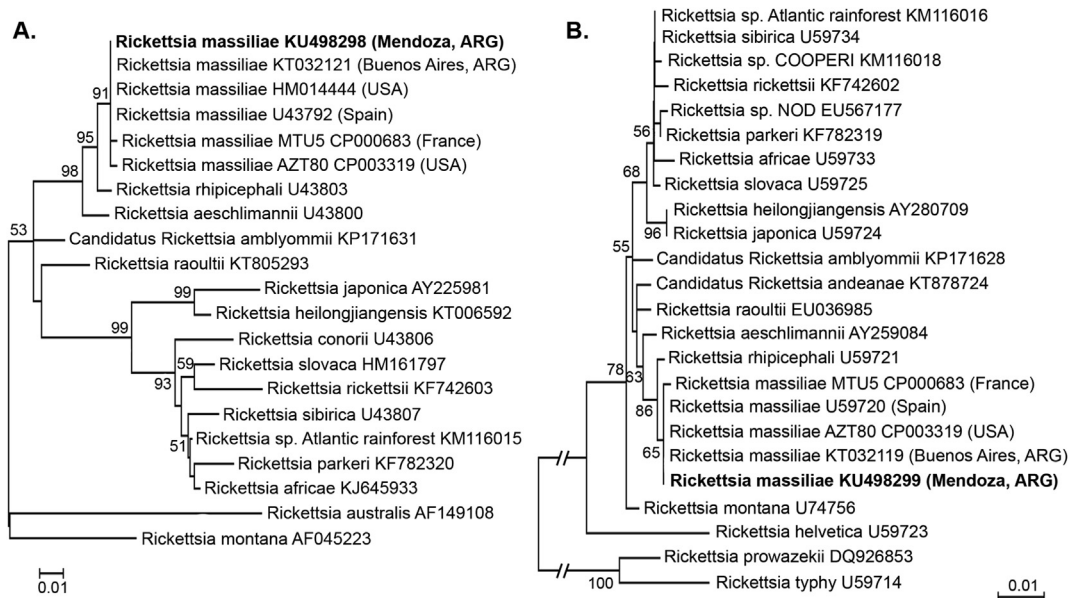 A.
Rickettsia massiliae KU498298 (Mendoza, ARG)
Rickettsia massiliae KT032121 (Buenos Aires, ARG)
Rickettsia massiliae HM014444 (USA)
91
Rickettsia massiliae U43792 (Spain)
95
Rickettsia massiliae MTU5 CP000683 (France)
98
Rickettsia massiliae AZT80 CP003319 (USA)
Rickettsia rhipicephali U43803
Rickettsia aeschlimannii U43800
53
Candidatus Rickettsia amblyommii KP171631
Rickettsia raoultii KT805293
99
Rickettsia japonica AY225981
Rickettsia heilongjiangensis KT006592
99
Rickettsia conorii U43806
59
Rickettsia slovaca HM161797
93
Rickettsia rickettsii KF742603
Rickettsia sibirica U43807
51
Rickettsia sp. Atlantic rainforest KM116015
Rickettsia parkeri KF782320
Rickettsia africae KJ645933
Rickettsia australis AF149108
Rickettsia montana AF045223
0.01
B.
Rickettsia sp. Atlantic rainforest KM116016
Rickettsia sibirica U59734
Rickettsia sp. COOPERI KM116018
Rickettsia rickettsii KF742602
Rickettsia sp. NOD EU567177
56
Rickettsia parkeri KF782319
Rickettsia africae U59733
68
Rickettsia slovaca U59725
Rickettsia heilongjiangensis AY280709
96
Rickettsia japonica U59724
55
Candidatus Rickettsia amblyommii KP171628
Candidatus Rickettsia andeanae KT878724
Rickettsia raoultii EU036985
Rickettsia aeschlimannii AY259084
Rickettsia rhipicephali U59721
78
63
Rickettsia massiliae MTU5 CP000683 (France)
86
Rickettsia massiliae U59720 (Spain)
Rickettsia massiliae AZT80 CP003319 (USA)
65
Rickettsia massiliae KT032119 (Buenos Aires, ARG)
Rickettsia massiliae KU498299 (Mendoza, ARG)
Rickettsia montana U74756
Rickettsia helvetica U59723
Rickettsia prowazekii DQ926853
100
Rickettsia typhy U59714
0.01